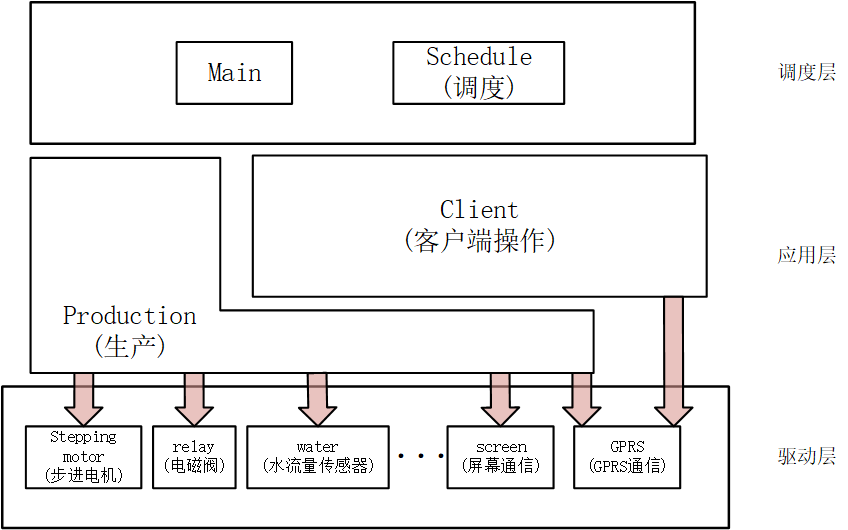 Main
Schedule
(调度)
调度层
Client
(客户端操作)
应用层
Production
(生产)
Stepping
motor
(步进电机)
relay
(电磁阀)
water
(水流量传感器)
...
screen
(屏幕通信)
GPRS
(GPRS通信)
驱动层